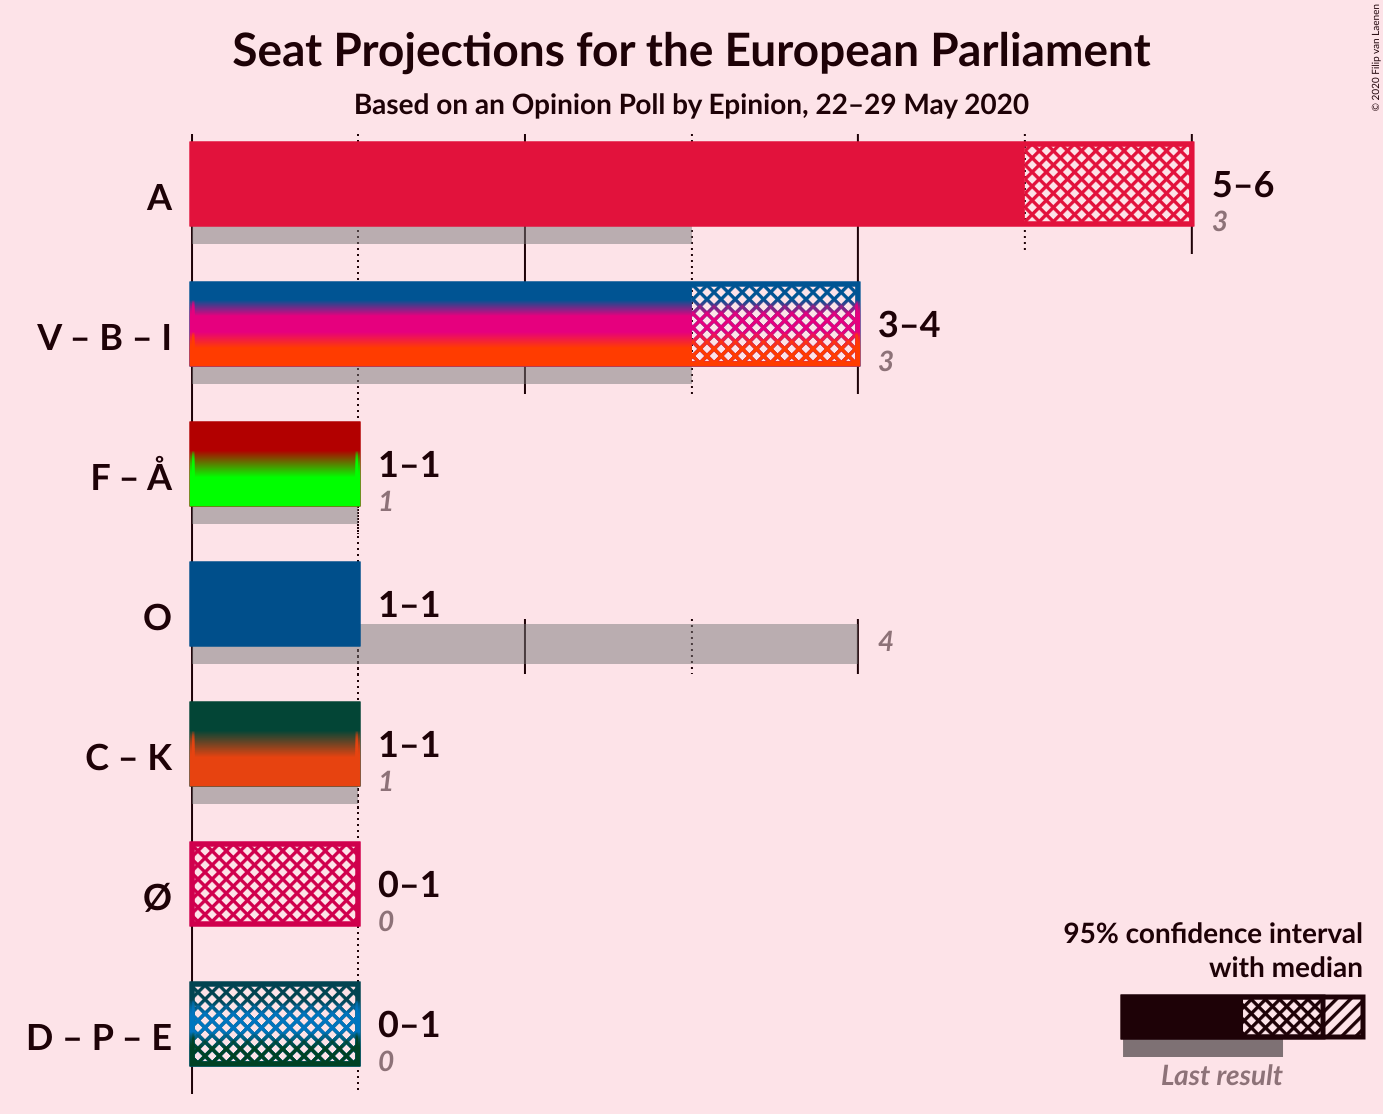 Seat Projections for the European Parliament
Based on an Opinion Poll by Epinion, 22–29 May 2020
© 2020 Filip van Laenen
A
5–6
3
V – B – I
3–4
3
F – Å
1–1
1
O
1–1
4
C – K
1–1
1
Ø
0–1
0
D – P – E
0–1
0
95% confidence interval
with median
Last result